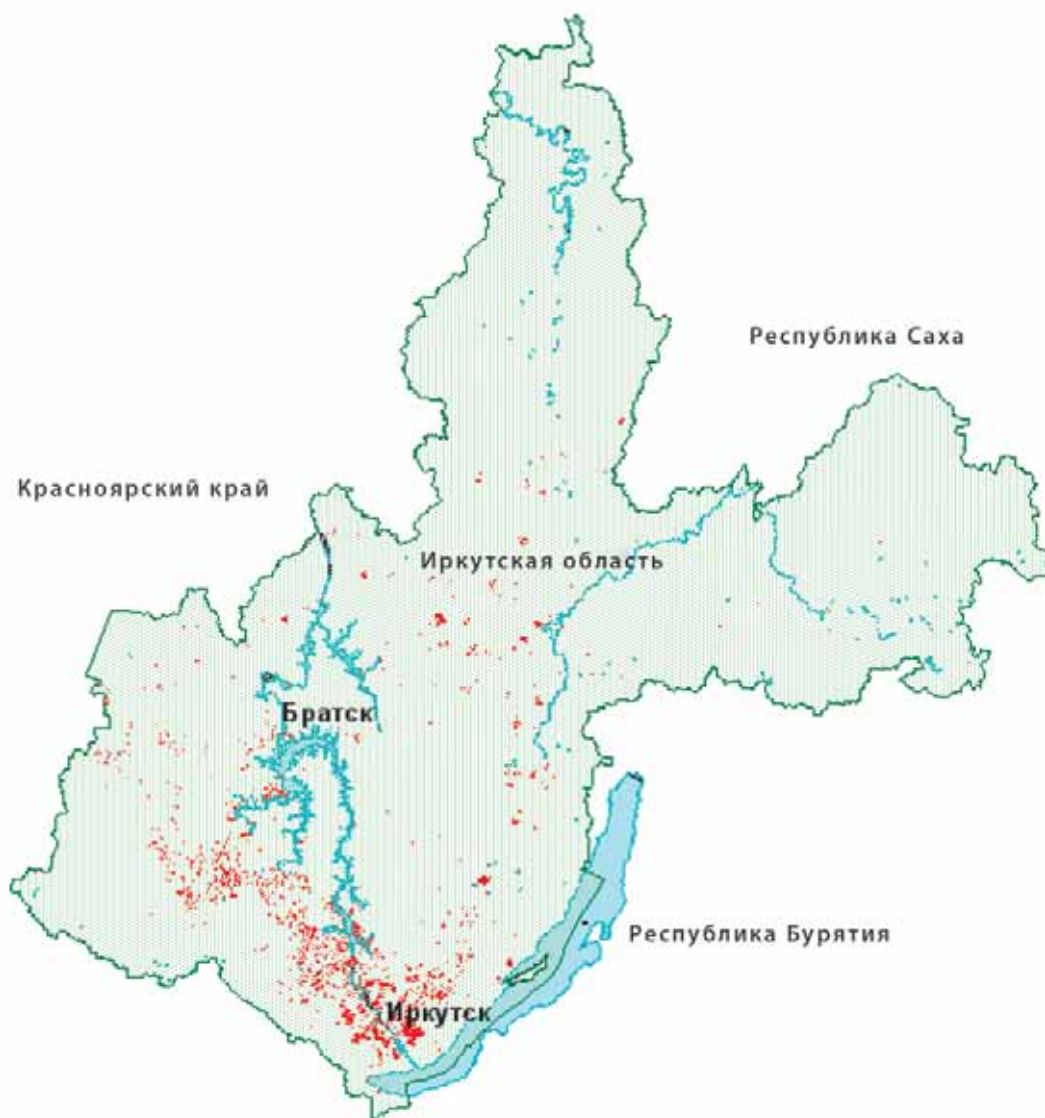 Республика Саха
Красноярский край
Иркутская область
Братск
Республика Бурятия
Иркутск